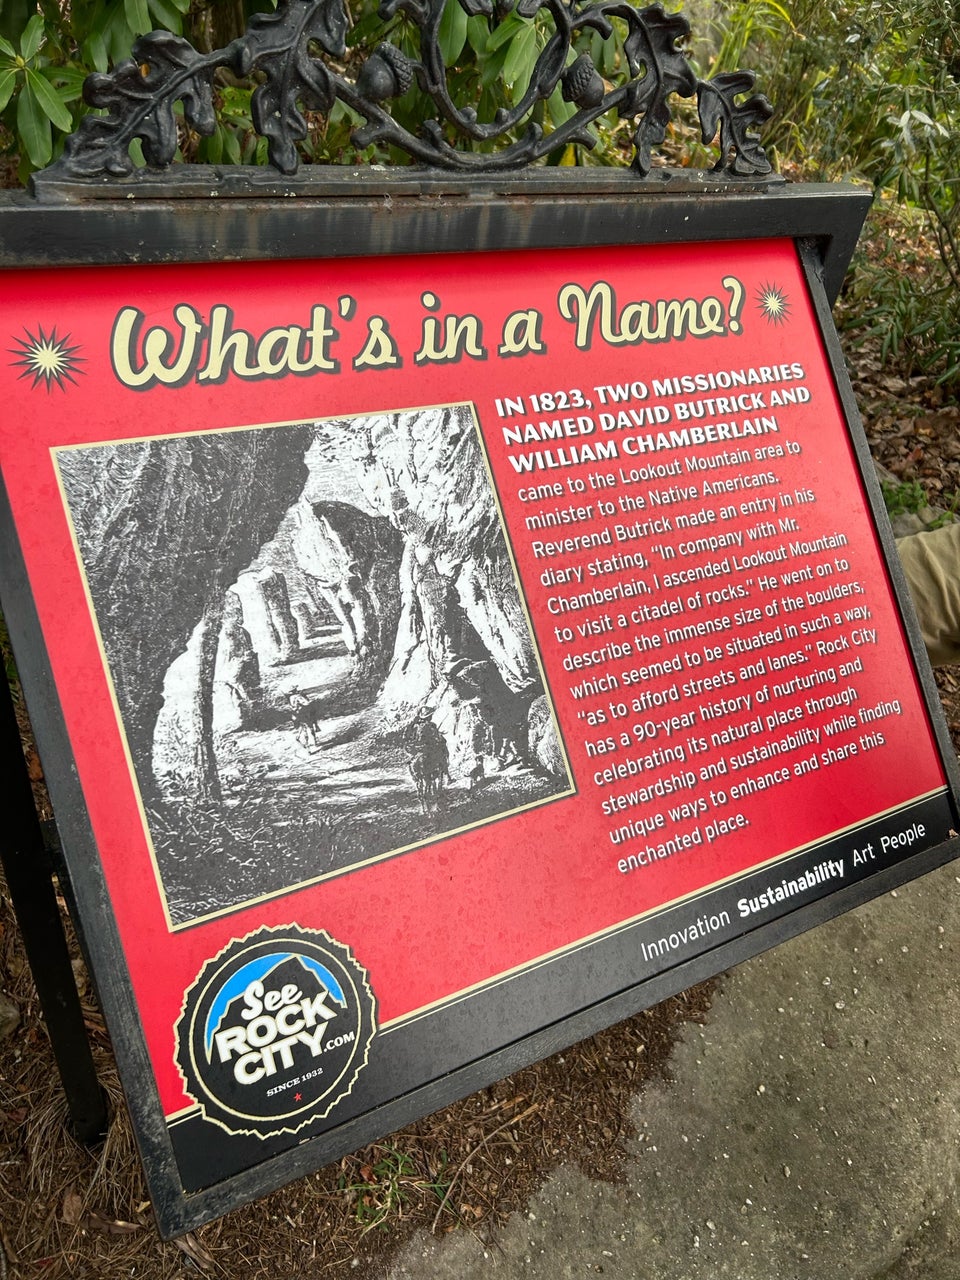 What's in a Name?
IN 1823, TWO MISSIONARIES
NAMED DAVID BUTRICK AND
WILLIAM CHAMBERLAIN
came to the Lookout Mountain area to
minister to the Native Americans.
Reverend Butrick made an entry in his
diary stating, "In company with Mr.
Chamberlain, I ascended Lookout Mountain
to visit a citadel of rocks." He went on to
describe the immense size of the boulders,
which seemed to be situated in such a way,
"as to afford streets and lanes." Rock City
has a 90-year history of nurturing and
celebrating its natural place through
stewardship and sustainability while finding
unique ways to enhance and share this
enchanted place.
Innovation Sustainability Art People
See
ROCK
CITY.COM
SINCE 1932